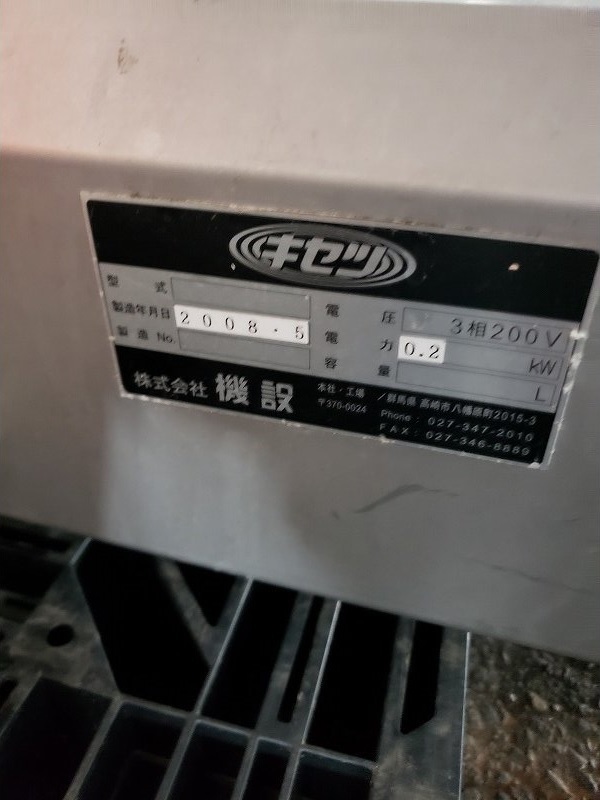 キセツ
型式
製造年月日 2008.5
製造No.
電圧 3相200V
電力 0.2 kW
容量 L
株式会社 機設
本社・工場 /群馬県 高崎市八幡原町2015-3
〒370-0024 Phone: 027-347-2010
FAX: 027-346-8889